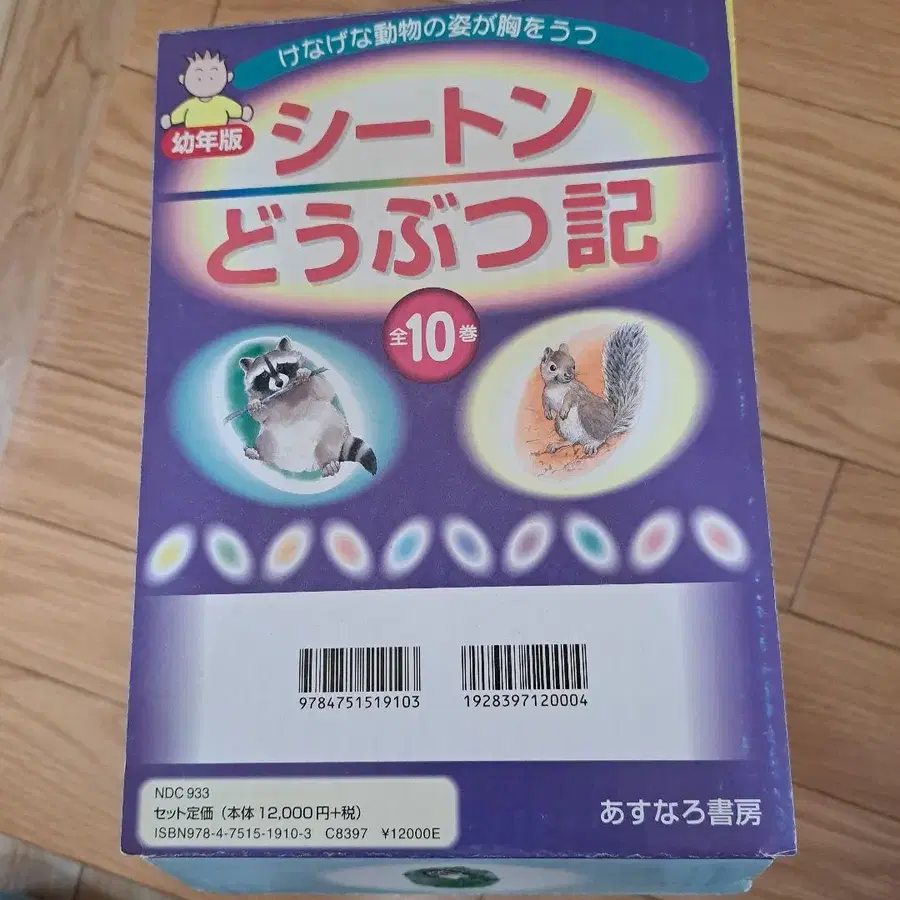 けなげな動物の姿が胸をうつ
幼年版
シートン
どうぶつ記
全10巻
9784751519103
1928397120004
NDC 933
セット定価（本体12,000円+税）
ISBN978-4-7515-1910-3 C8397 ¥12000E
あすなろ書房